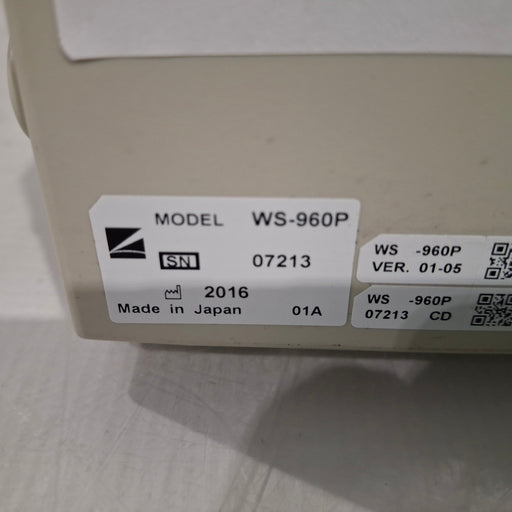 MODEL WS-960P
SN 07213
2016
Made in Japan 01A
WS -960P
VER. 01-05
WS -960P
07213 CD